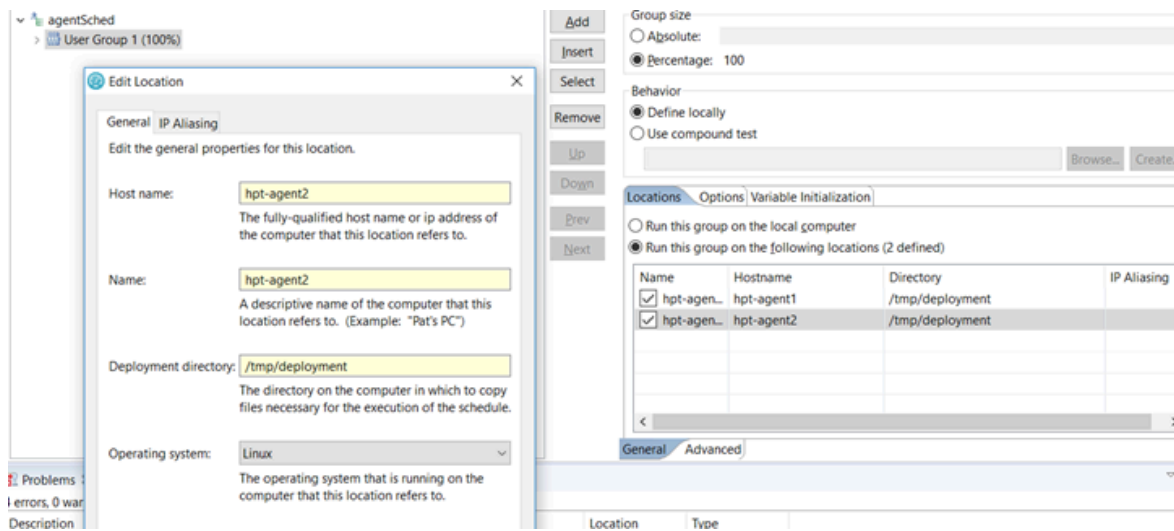 agentSched
User Group 1 (100%)
Edit Location
General IP Aliasing
Edit the general properties for this location.
Host name: hpt-agent2
The fully-qualified host name or ip address of
the computer that this location refers to.
Name: hpt-agent2
A descriptive name of the computer that this
location refers to. (Example: "Pat's PC")
Deployment directory: /tmp/deployment
The directory on the computer in which to copy
files necessary for the execution of the schedule.
Operating system: Linux
The operating system that is running on the
computer that this location refers to.
Problems
errors, 0 war
Description
Add
Insert
Select
Remove
Up
Down
Prev
Next
Group size
Absolute:
Percentage: 100
Behavior
Define locally
Use compound test
Browse... Create.
Locations Options Variable Initialization
Run this group on the local computer
Run this group on the following locations (2 defined)
Name Hostname Directory IP Aliasing
hpt-agen... hpt-agent1 /tmp/deployment
hpt-agen... hpt-agent2 /tmp/deployment
General Advanced
Location Type